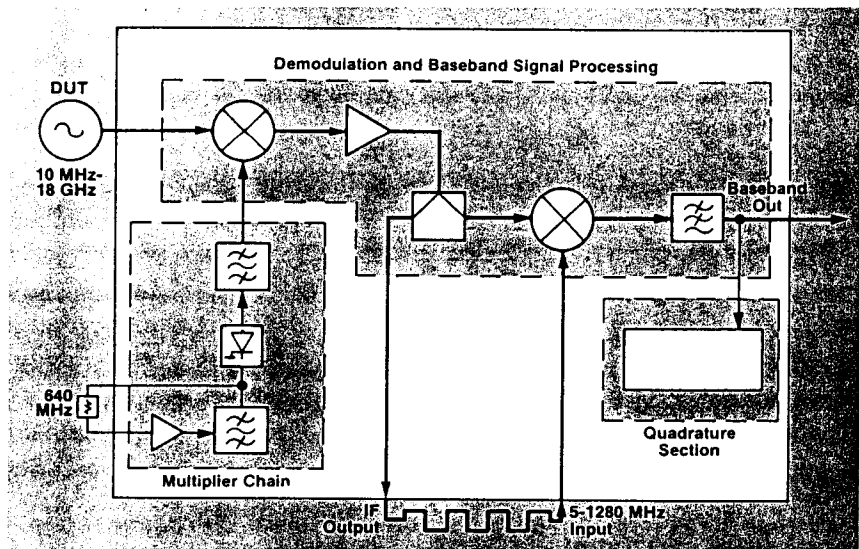 Demodulation and Baseband Signal Processing
DUT
10 MHz-
18 GHz
Baseband
Out
640
MHz
Quadrature
Section
Multiplier Chain
IF
Output
5-1280 MHz
Input